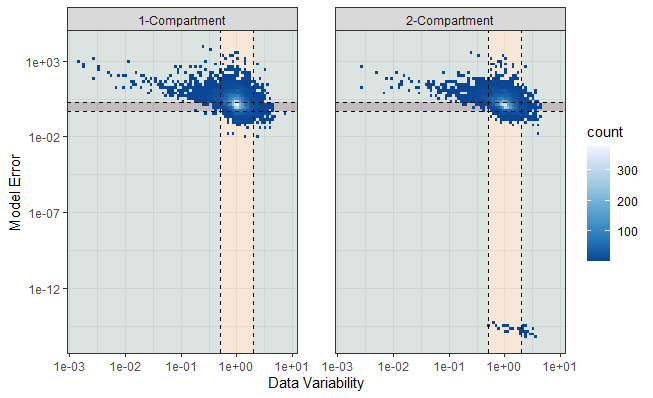 1-Compartment 2-Compartment
Model Error
1e+03
1e-02
1e-07
1e-12
1e-03 1e-02 1e-01 1e+00 1e+01 1e-03 1e-02 1e-01 1e+00 1e+01
Data Variability
count
300
200
100